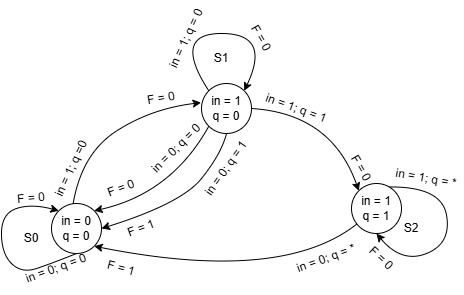 in = 1; q = 0
F = 0
S1
in = 1
q = 0
F = 0
in = 1; q = 1
in = 1; q =0
in = 0; q = 0
in = 0; q = 1
F = 0
F = 0
in = 1; q = *
in = 1
q = 1
S2
F = 0
F = 0
in = 0
q = 0
S0
F = 1
in = 0; q = 0
F = 1
in = 0; q = *